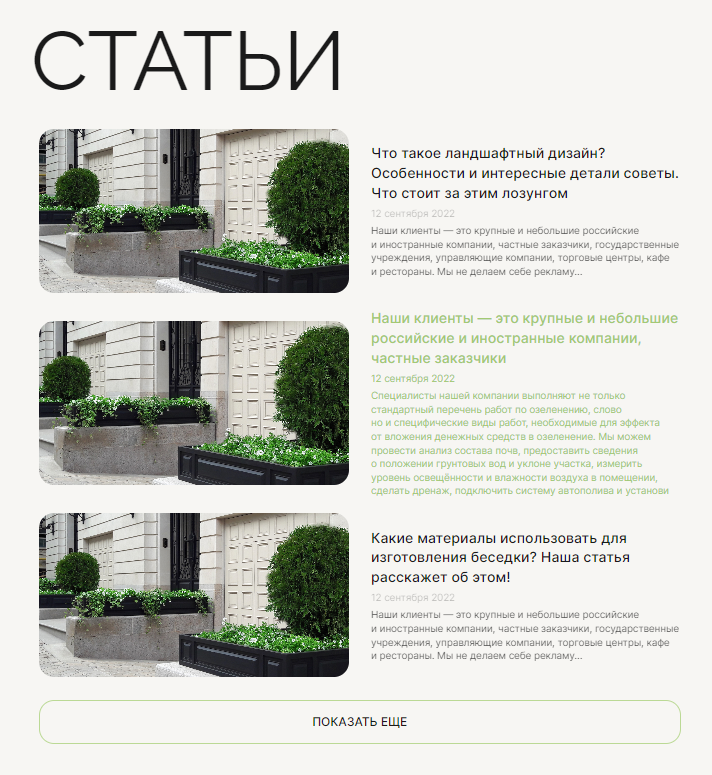 СТАТЬИ
Что такое ландшафтный дизайн?
Особенности и интересные детали советы.
Что стоит за этим лозунгом
12 сентября 2022
Наши клиенты — это крупные и небольшие российские
и иностранные компании, частные заказчики, государственные
учреждения, управляющие компании, торговые центры, кафе
и рестораны. Мы не делаем себе рекламу...
Наши клиенты — это крупные и небольшие
российские и иностранные компании,
частные заказчики
12 сентября 2022
Специалисты нашей компании выполняют не только
стандартный перечень работ по озеленению, слово
но и специфические виды работ, необходимые для эффекта
от вложения денежных средств в озеленение. Мы можем
провести анализ состава почв, предоставить сведения
о положении грунтовых вод и уклоне участка, измерить
уровень освещённости и влажности воздуха в помещении,
сделать дренаж, подключить систему автополива и установи
Какие материалы использовать для
изготовления беседки? Наша статья
расскажет об этом!
12 сентября 2022
Наши клиенты — это крупные и небольшие российские
и иностранные компании, частные заказчики, государственные
учреждения, управляющие компании, торговые центры, кафе
и рестораны. Мы не делаем себе рекламу...
ПОКАЗАТЬ ЕЩЕ